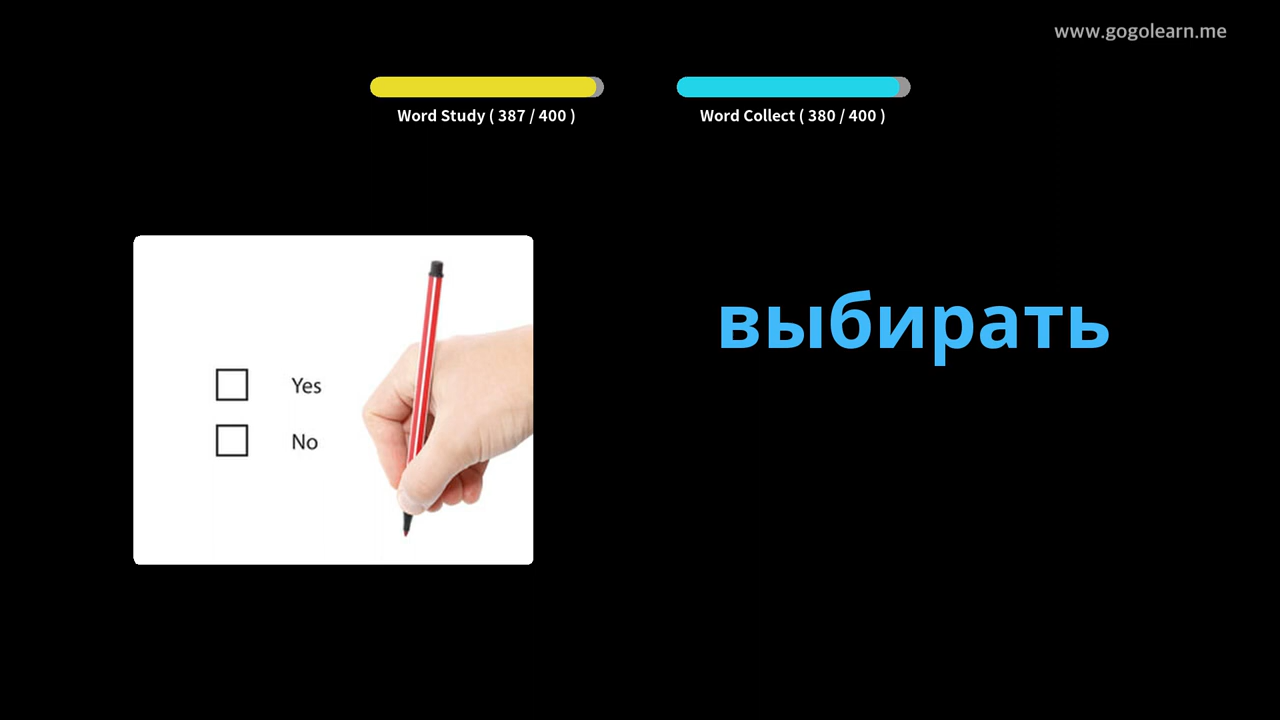 www.gogolearn.me
Word Study ( 387 / 400 )
Word Collect ( 380 / 400 )
выбирать
Yes
No